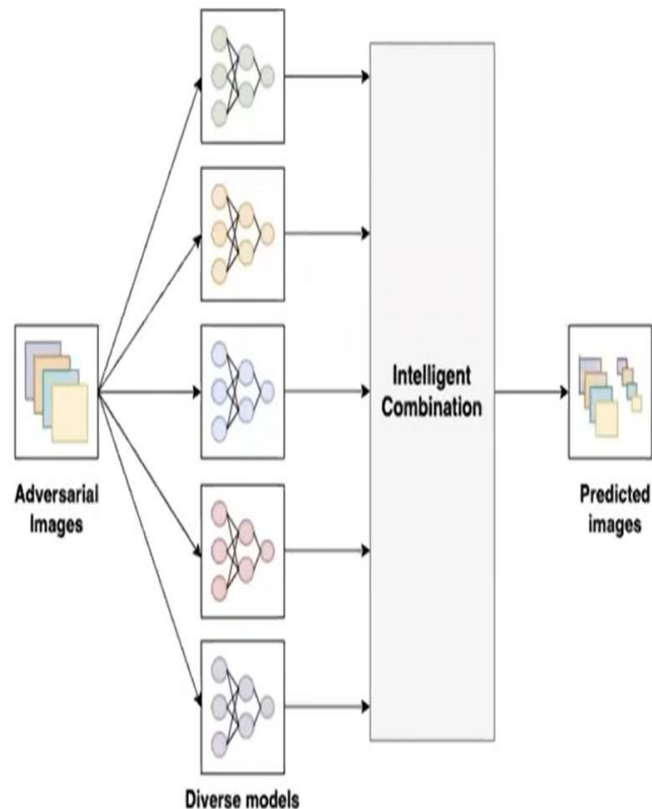 Adversarial
Images
Diverse models
Intelligent
Combination
Predicted
images